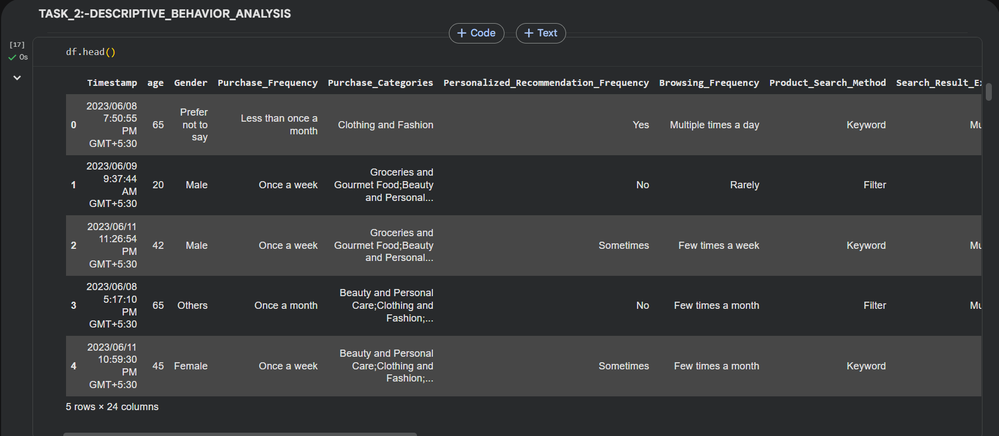 TASK_2:-DESCRIPTIVE_BEHAVIOR_ANALYSIS
+ Code + Text
[17]
0s
df.head()
Timestamp age Gender Purchase_Frequency Purchase_Categories Personalized_Recommendation_Frequency Browsing_Frequency Product_Search_Method Search_Result_Ex
0 2023/06/08 7:50:55 PM GMT+5:30 65 Prefer not to say Less than once a month Clothing and Fashion Yes Multiple times a day Keyword Mu
1 2023/06/09 9:37:44 AM GMT+5:30 20 Male Once a week Groceries and Gourmet Food;Beauty and Personal... No Rarely Filter
2 2023/06/11 11:26:54 PM GMT+5:30 42 Male Once a week Groceries and Gourmet Food;Beauty and Personal... Sometimes Few times a week Keyword Mu
3 2023/06/08 5:17:10 PM GMT+5:30 65 Others Once a month Beauty and Personal Care;Clothing and Fashion;... No Few times a month Filter Mu
4 2023/06/11 10:59:30 PM GMT+5:30 45 Female Once a week Beauty and Personal Care;Clothing and Fashion;... Sometimes Few times a month Keyword
5 rows × 24 columns